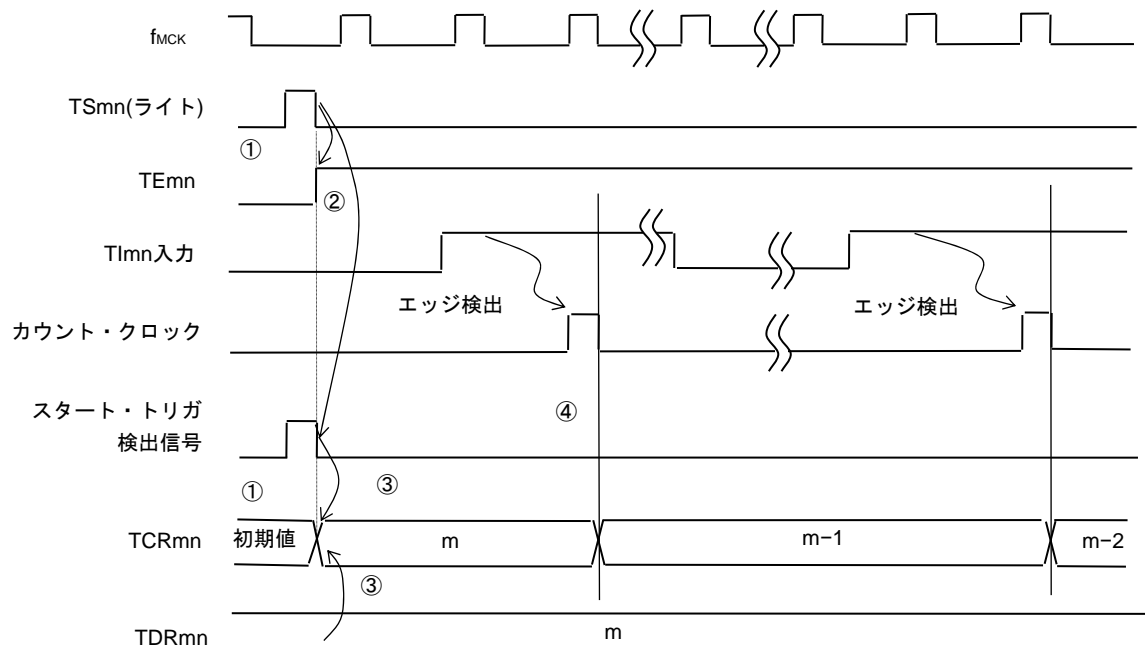 fMCK
TSmn(ライト)
①
TEmn
②
TImn入力
エッジ検出
エッジ検出
カウント・クロック
スタート・トリガ
検出信号
④
①
③
TCRmn
初期値
m
m−1
m−2
③
TDRmn
m